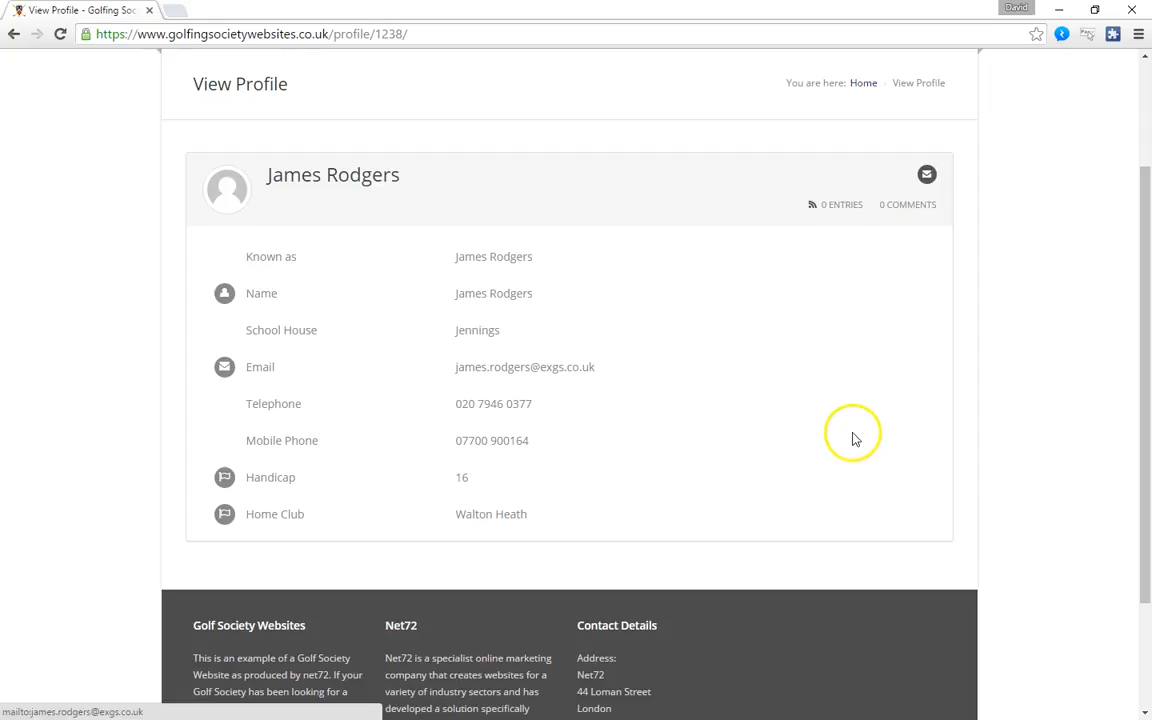 View Profile - Golfing Soc
David
https://www.golfingsocietywebsites.co.uk/profile/1238/
View Profile
You are here: Home View Profile
James Rodgers
0 ENTRIES 0 COMMENTS
Known as James Rodgers
Name James Rodgers
School House Jennings
Email james.rodgers@exgs.co.uk
Telephone 020 7946 0377
Mobile Phone 07700 900164
Handicap 16
Home Club Walton Heath
Golf Society Websites Net72 Contact Details
This is an example of a Golf Society Net72 is a specialist online marketing Address:
Website as produced by net72. If your company that creates websites for a Net72
Golf Society has been looking for a variety of industry sectors and has 44 Loman Street
developed a solution specifically London
mailto:james.rodgers@exgs.co.uk